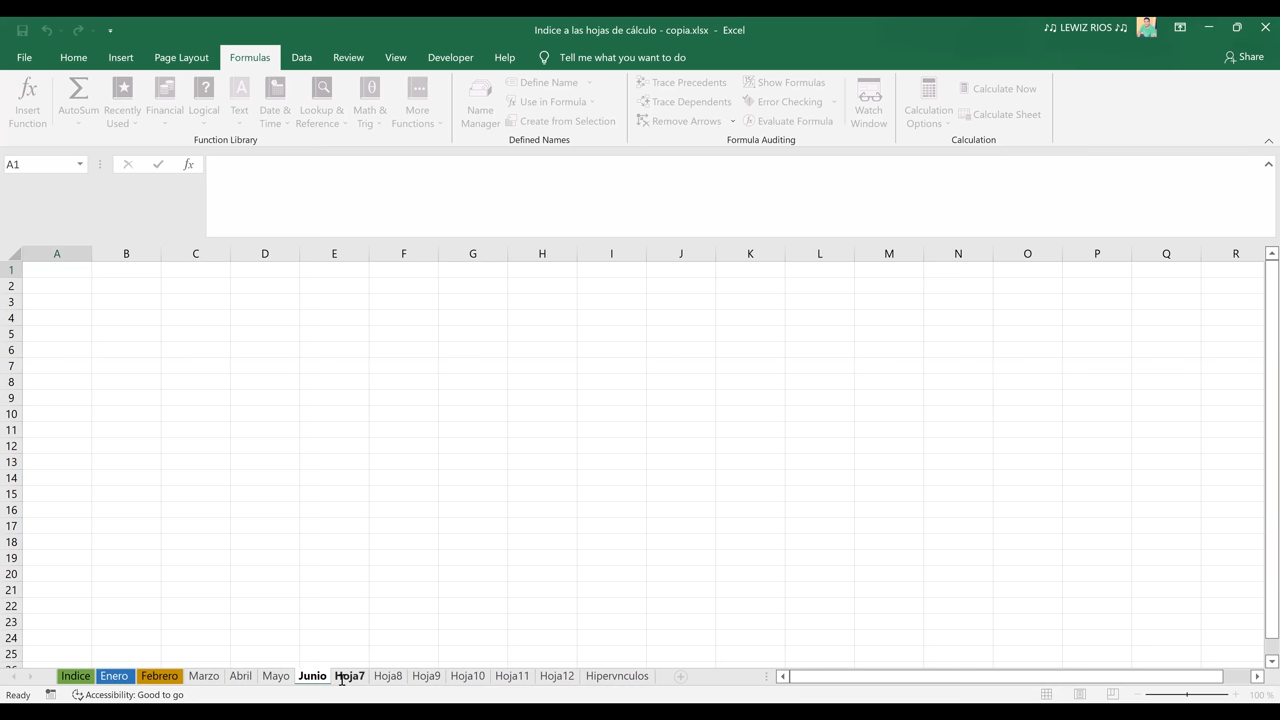 Indice a las hojas de cálculo - copia.xlsx - Excel
♪♫ LEWIZ RIOS ♪♫
File Home Insert Page Layout Formulas Data Review View Developer Help Tell me what you want to do Share
Insert Function
AutoSum
Recently Used
Financial
Logical
Text
Date & Time
Lookup & Reference
Math & Trig
More Functions
Function Library
Name Manager
Define Name
Use in Formula
Create from Selection
Defined Names
Trace Precedents
Trace Dependents
Remove Arrows
Show Formulas
Error Checking
Evaluate Formula
Formula Auditing
Watch Window
Calculation Options
Calculate Now
Calculate Sheet
Calculation
A1
fx
A B C D E F G H I J K L M N O P Q R
1
2
3
4
5
6
7
8
9
10
11
12
13
14
15
16
17
18
19
20
21
22
23
24
25
Indice Enero Febrero Marzo Abril Mayo Junio Hoja7 Hoja8 Hoja9 Hoja10 Hoja11 Hoja12 Hipervnculos
Ready Accessibility: Good to go 100 %